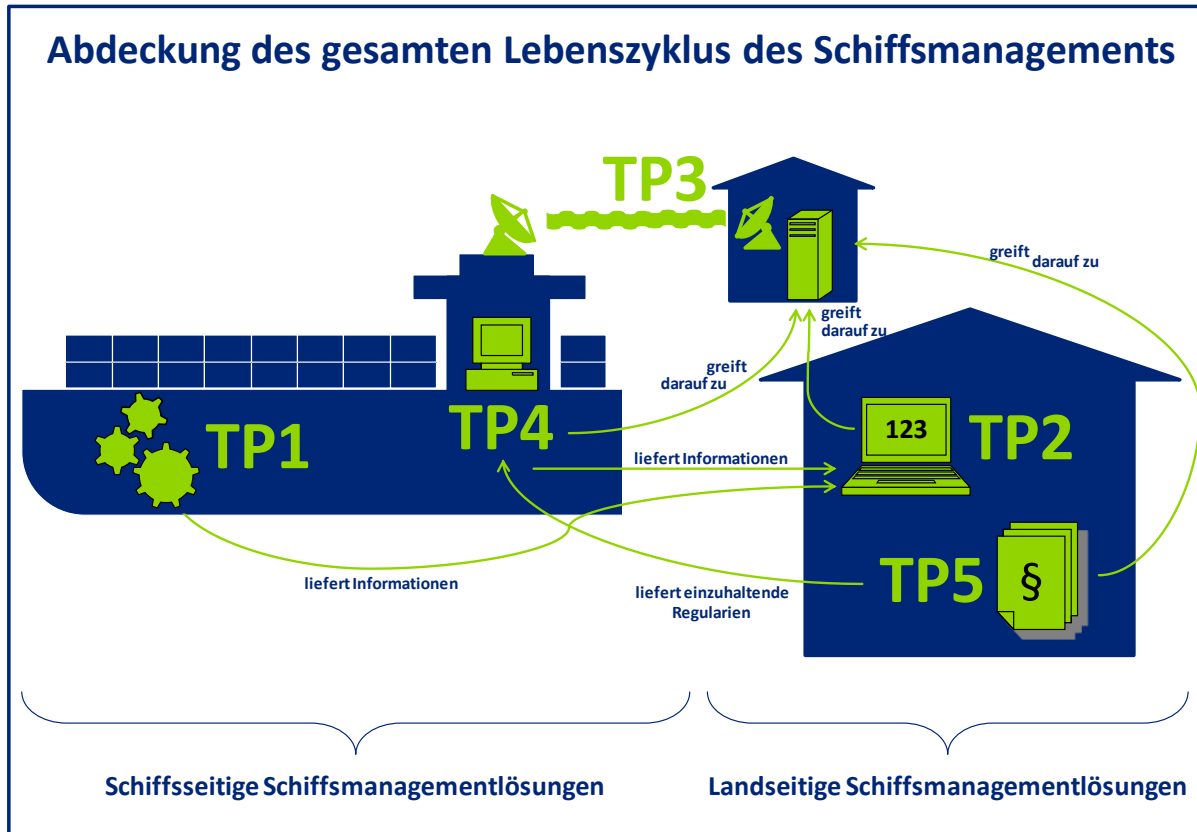 Abdeckung des gesamten Lebenszyklus des Schiffsmanagements
TP3
greift
darauf zu
greift
darauf zu
greift
darauf zu
TP1
TP4
123
TP2
liefert Informationen
liefert Informationen
TP5
§
liefert einzuhaltende
Regularien
Schiffsseitige Schiffsmanagementlösungen
Landseitige Schiffsmanagementlösungen